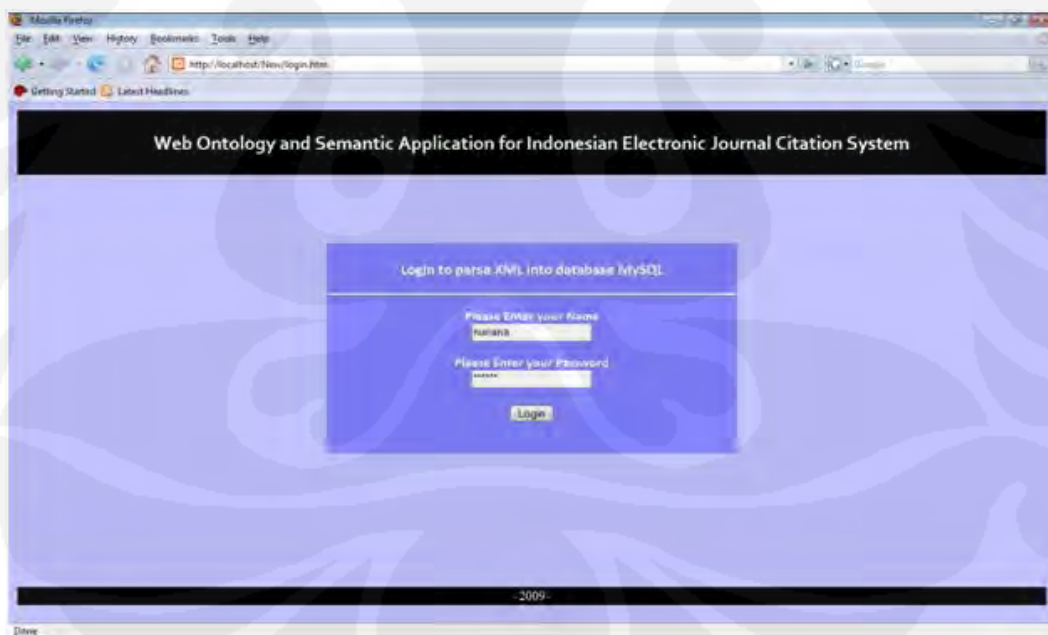 Mozilla Firefox
File Edit View History Bookmarks Tools Help
http://localhost/New/login.htm Google
Getting Started Latest Headlines
Web Ontology and Semantic Application for Indonesian Electronic Journal Citation System
Login to parse XML into database MySQL
Please Enter your Name
Please Enter your Password
******
Login
-2009-
Done